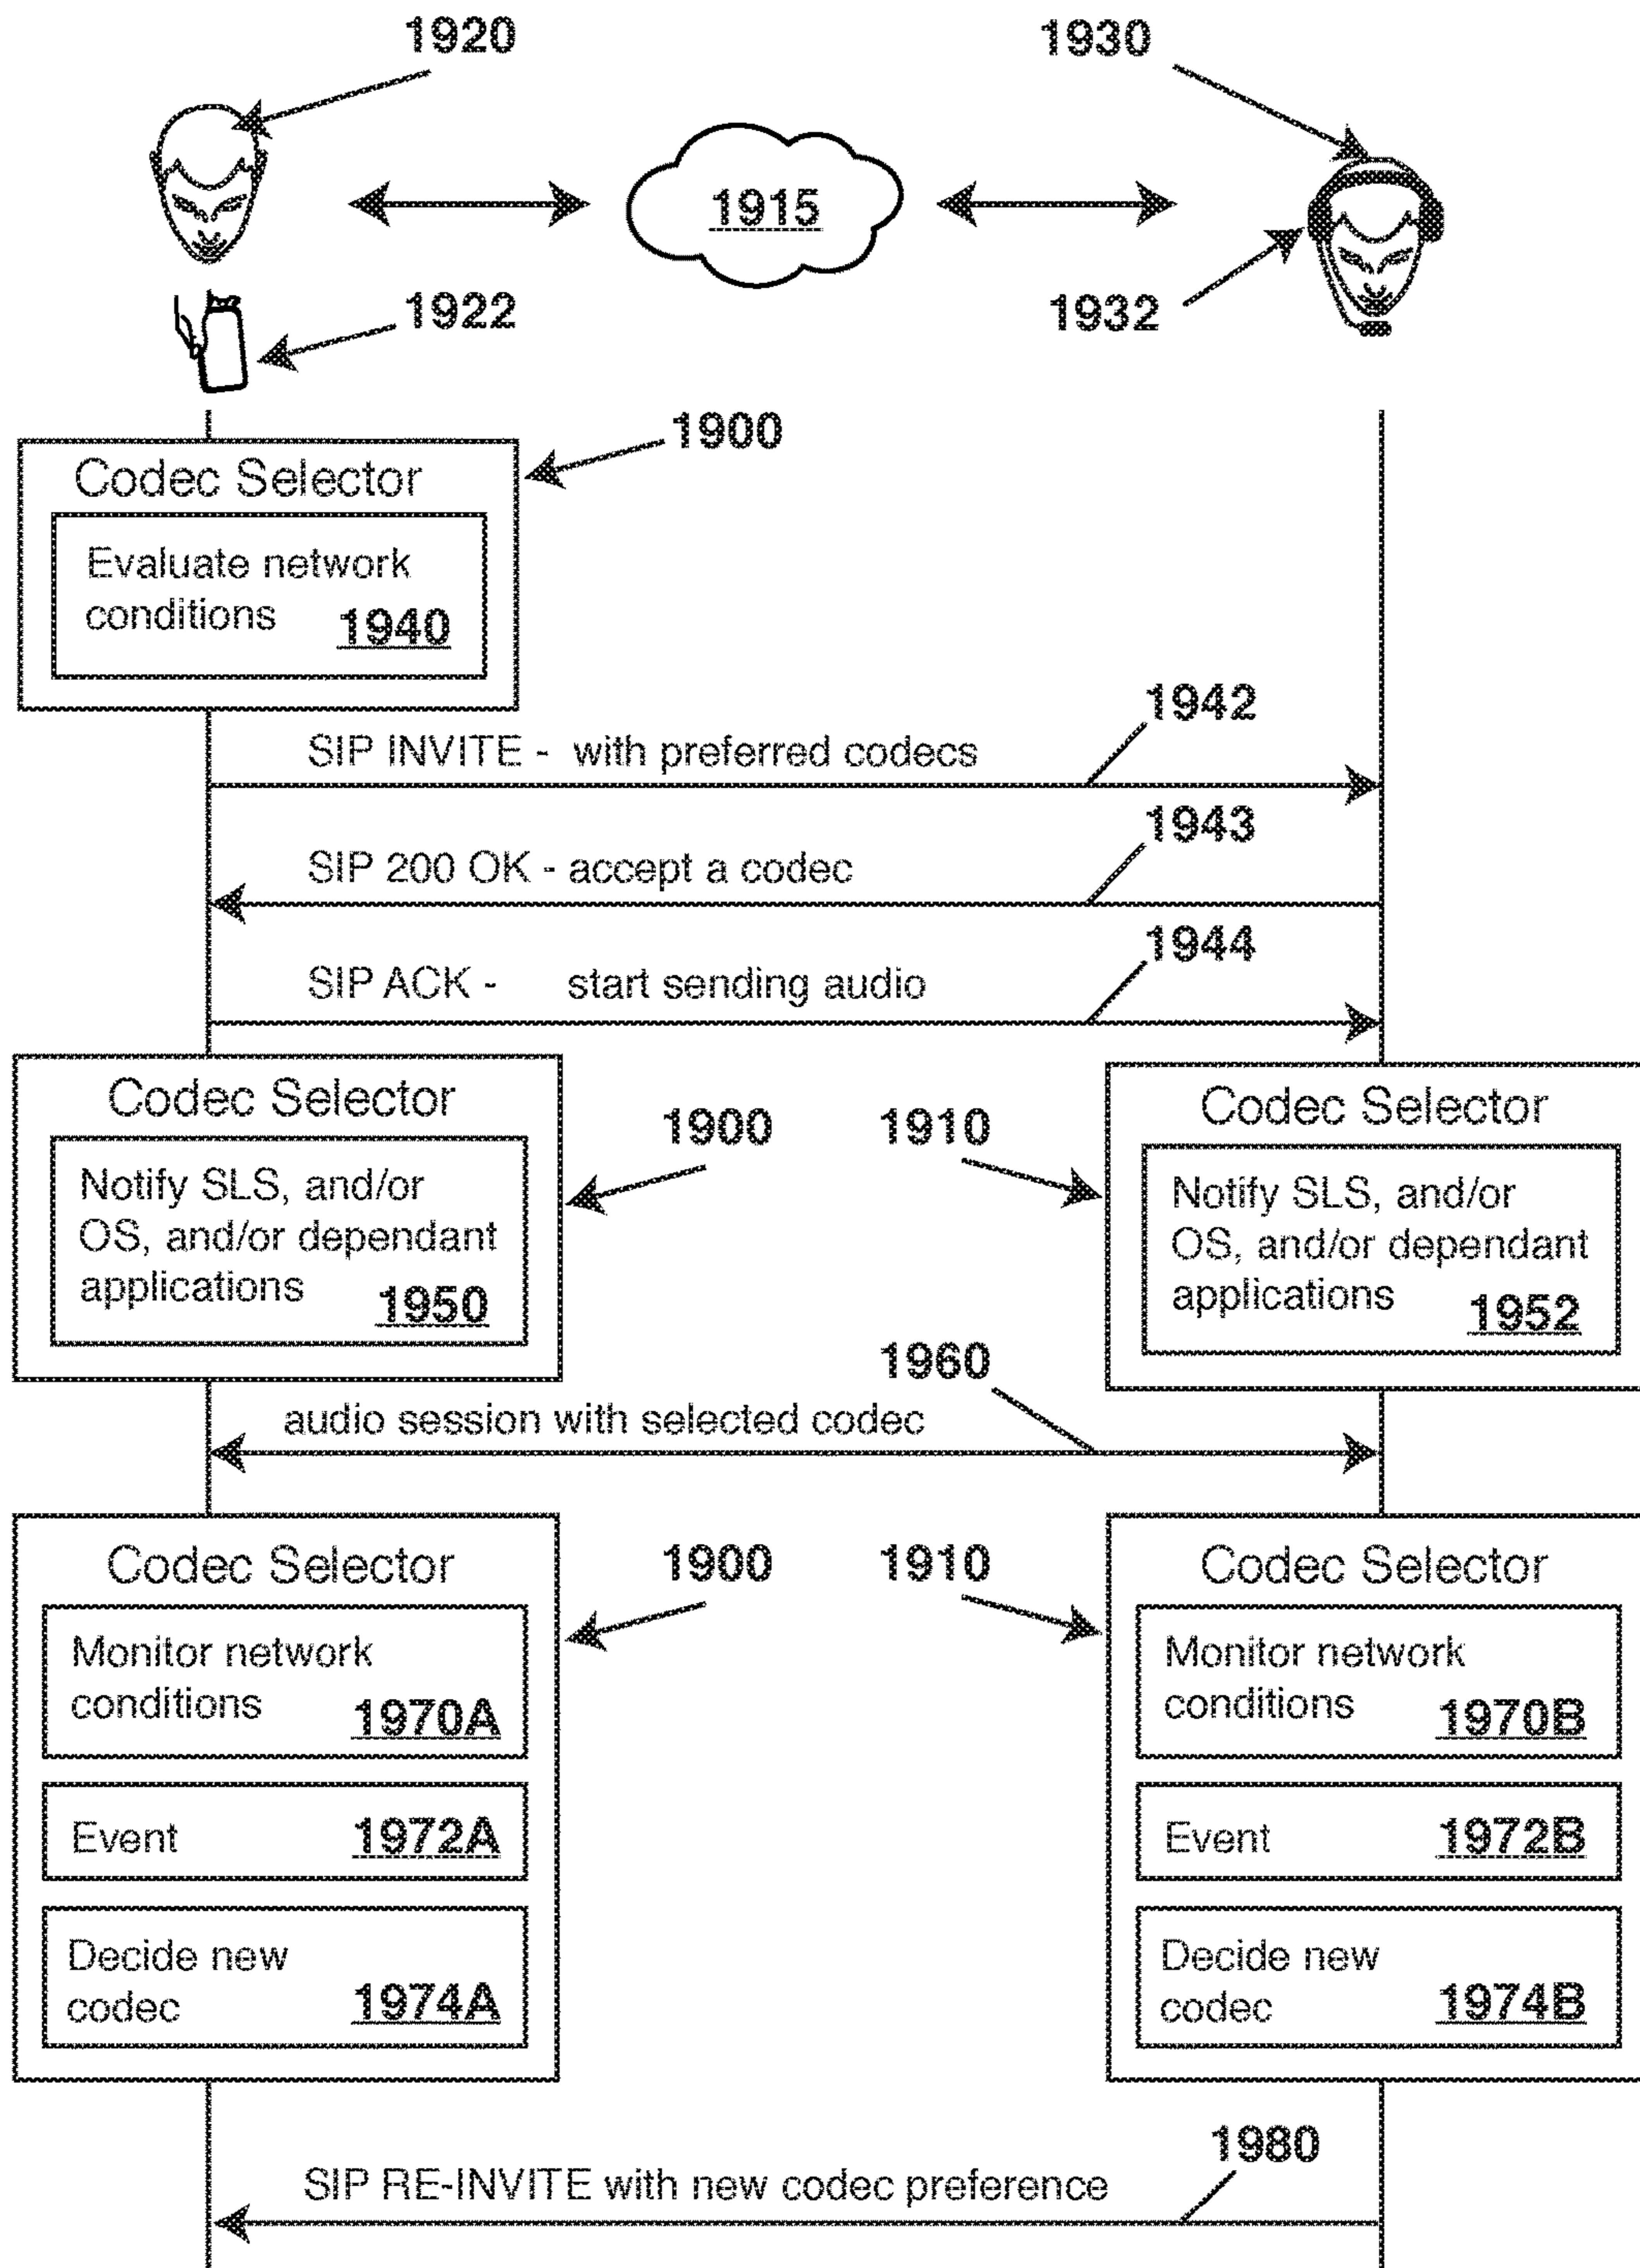 1920
1930
1915
1922
1932
1900
Codec Selector
Evaluate network
conditions 1940
1942
SIP INVITE - with preferred codecs
1943
SIP 200 OK - accept a codec
1944
SIP ACK - start sending audio
Codec Selector
Notify SLS, and/or
OS, and/or dependant
applications 1950
1900
1910
Codec Selector
Notify SLS, and/or
OS, and/or dependant
applications 1952
1960
audio session with selected codec
Codec Selector
Monitor network
conditions 1970A
Event 1972A
Decide new
codec 1974A
1900
1910
Codec Selector
Monitor network
conditions 1970B
Event 1972B
Decide new
codec 1974B
1980
SIP RE-INVITE with new codec preference